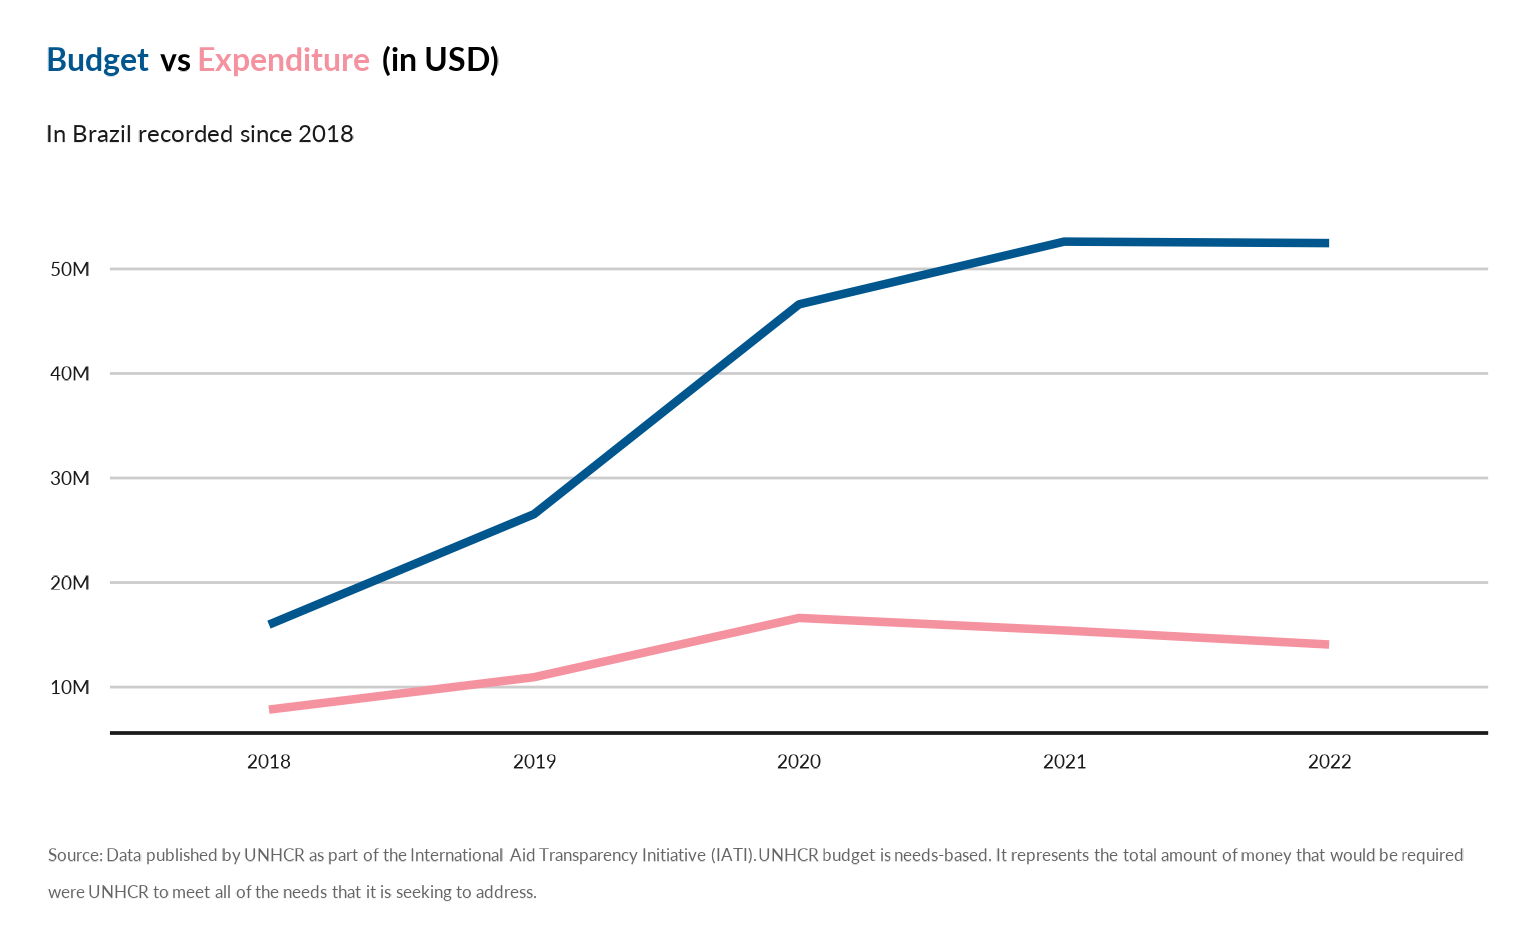 Budget vs Expenditure (in USD)
In Brazil recorded since 2018
50M
40M
30M
20M
10M
2018 2019 2020 2021 2022
Source: Data published by UNHCR as part of the International Aid Transparency Initiative (IATI).UNHCR budget is needs-based. It represents the total amount of money that would be required
were UNHCR to meet all of the needs that it is seeking to address.